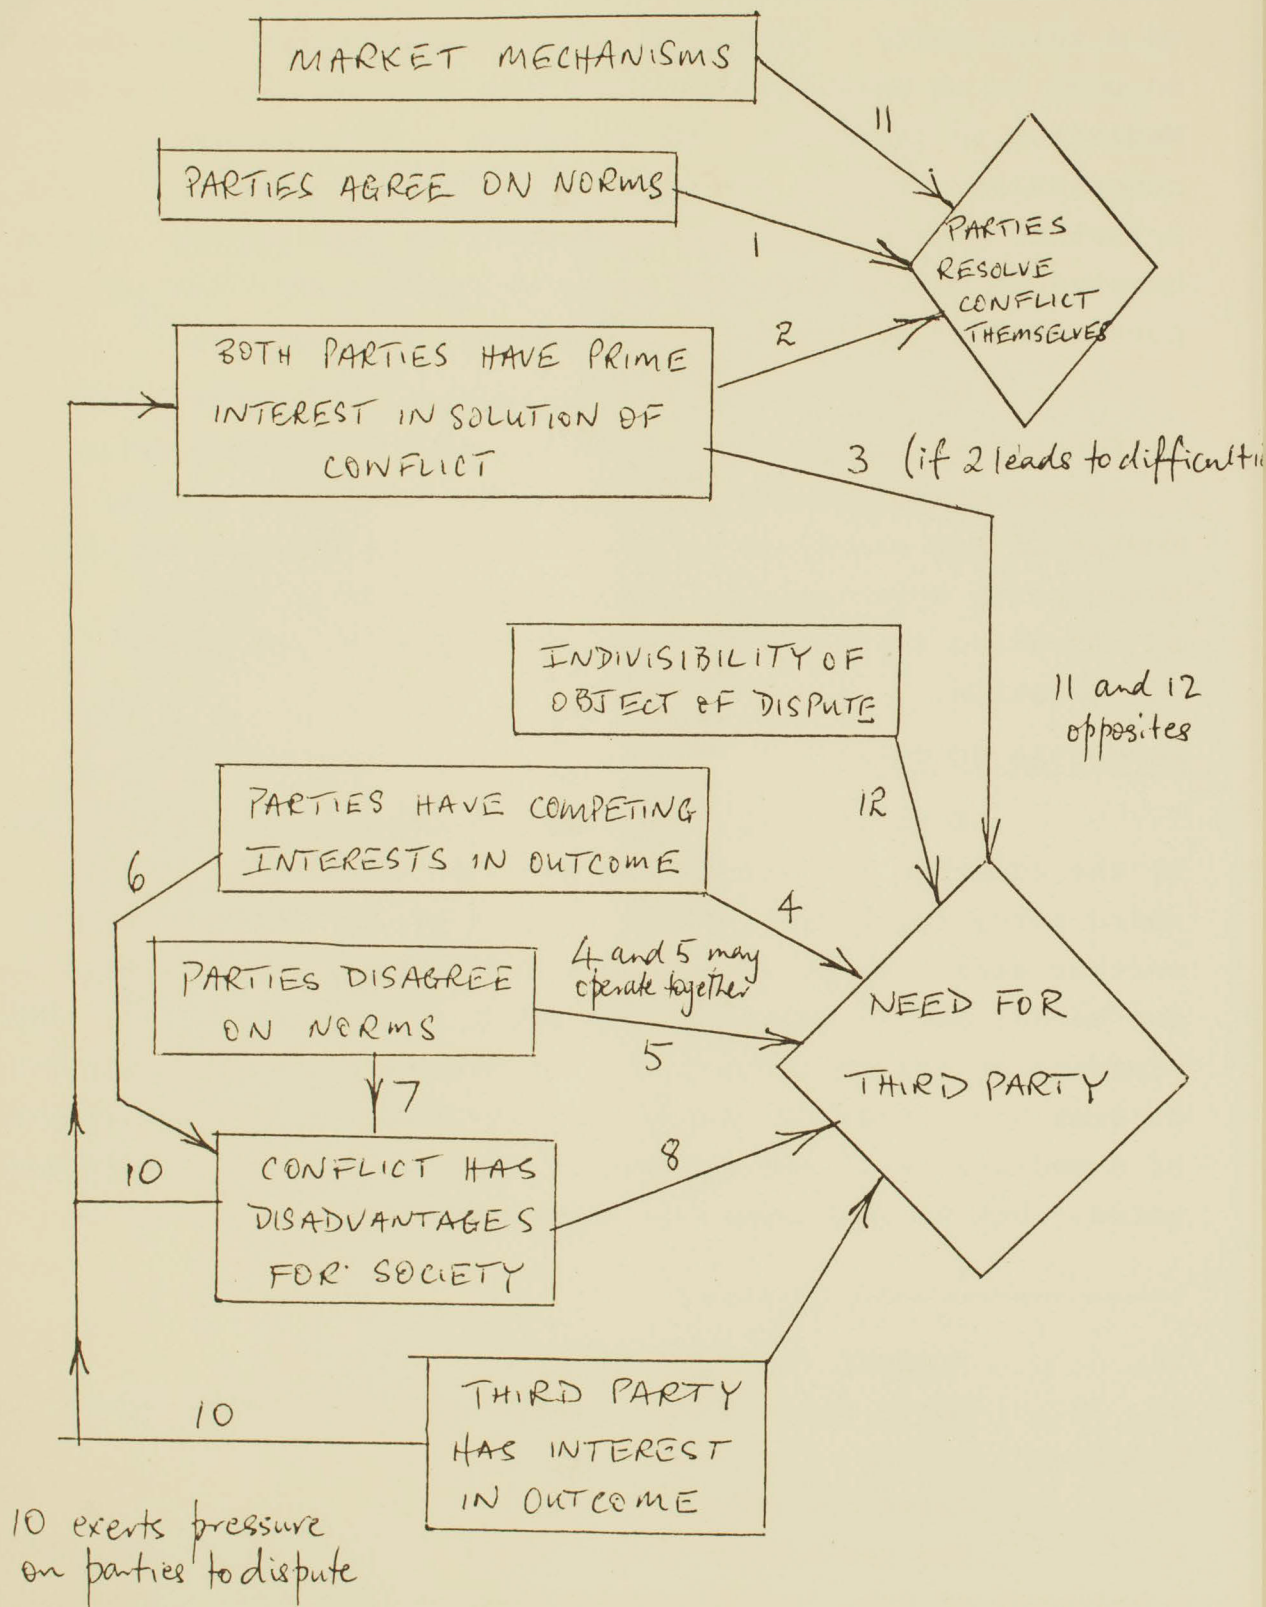 MARKET MECHANISMS
11
PARTIES AGREE ON NORMS
1
PARTIES
RESOLVE
CONFLICT
THEMSELVES
2
BOTH PARTIES HAVE PRIME
INTEREST IN SOLUTION OF
CONFLICT
3 (if 2 leads to difficulti
INDIVISIBILITY OF
OBJECT OF DISPUTE
11 and 12
opposites
12
PARTIES HAVE COMPETING
INTERESTS IN OUTCOME
6
4
4 and 5 may
operate together
PARTIES DISAGREE
ON NORMS
5
NEED FOR
THIRD PARTY
7
10
CONFLICT HAS
DISADVANTAGES
FOR SOCIETY
8
10
THIRD PARTY
HAS INTEREST
IN OUTCOME
10 exerts pressure
on parties to dispute